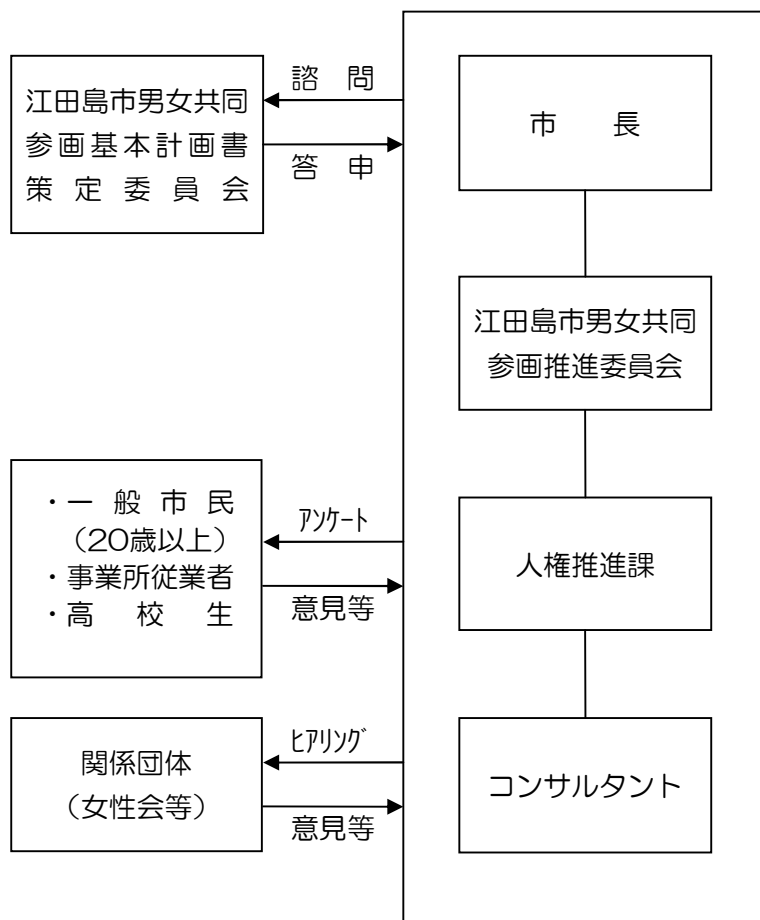 江田島市男女共同
参画基本計画書
策定委員会
諮問
答申
市長
江田島市男女共同
参画推進委員会
・一般市民
(20歳以上)
・事業所従業者
・高校生
アンケート
意見等
人権推進課
関係団体
(女性会等)
ヒアリング
意見等
コンサルタント